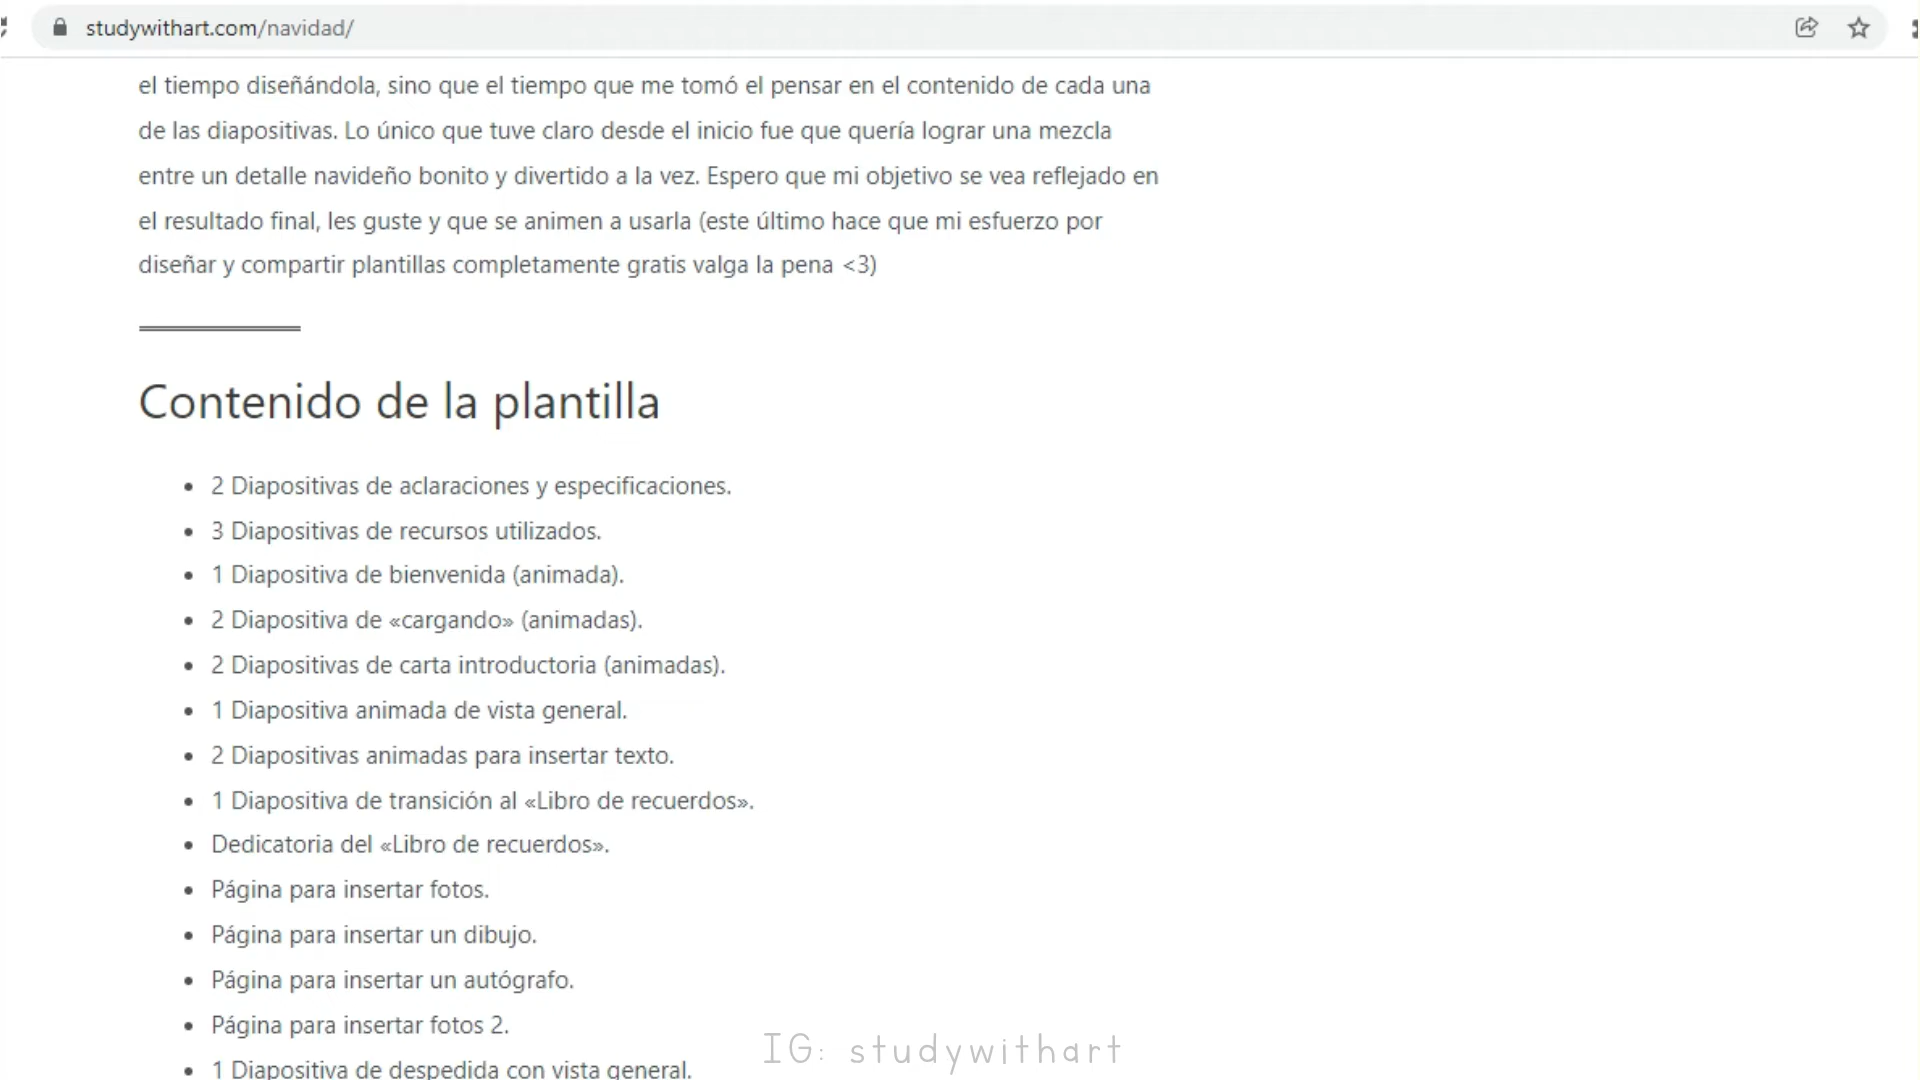 studywithart.com/navidad/
el tiempo diseñándola, sino que el tiempo que me tomó el pensar en el contenido de cada una
de las diapositivas. Lo único que tuve claro desde el inicio fue que quería lograr una mezcla
entre un detalle navideño bonito y divertido a la vez. Espero que mi objetivo se vea reflejado en
el resultado final, les guste y que se animen a usarla (este último hace que mi esfuerzo por
diseñar y compartir plantillas completamente gratis valga la pena <3)
Contenido de la plantilla
• 2 Diapositivas de aclaraciones y especificaciones.
• 3 Diapositivas de recursos utilizados.
• 1 Diapositiva de bienvenida (animada).
• 2 Diapositiva de «cargando» (animadas).
• 2 Diapositivas de carta introductoria (animadas).
• 1 Diapositiva animada de vista general.
• 2 Diapositivas animadas para insertar texto.
• 1 Diapositiva de transición al «Libro de recuerdos».
• Dedicatoria del «Libro de recuerdos».
• Página para insertar fotos.
• Página para insertar un dibujo.
• Página para insertar un autógrafo.
• Página para insertar fotos 2.
• 1 Diapositiva de despedida con vista general.
IG: studywithart